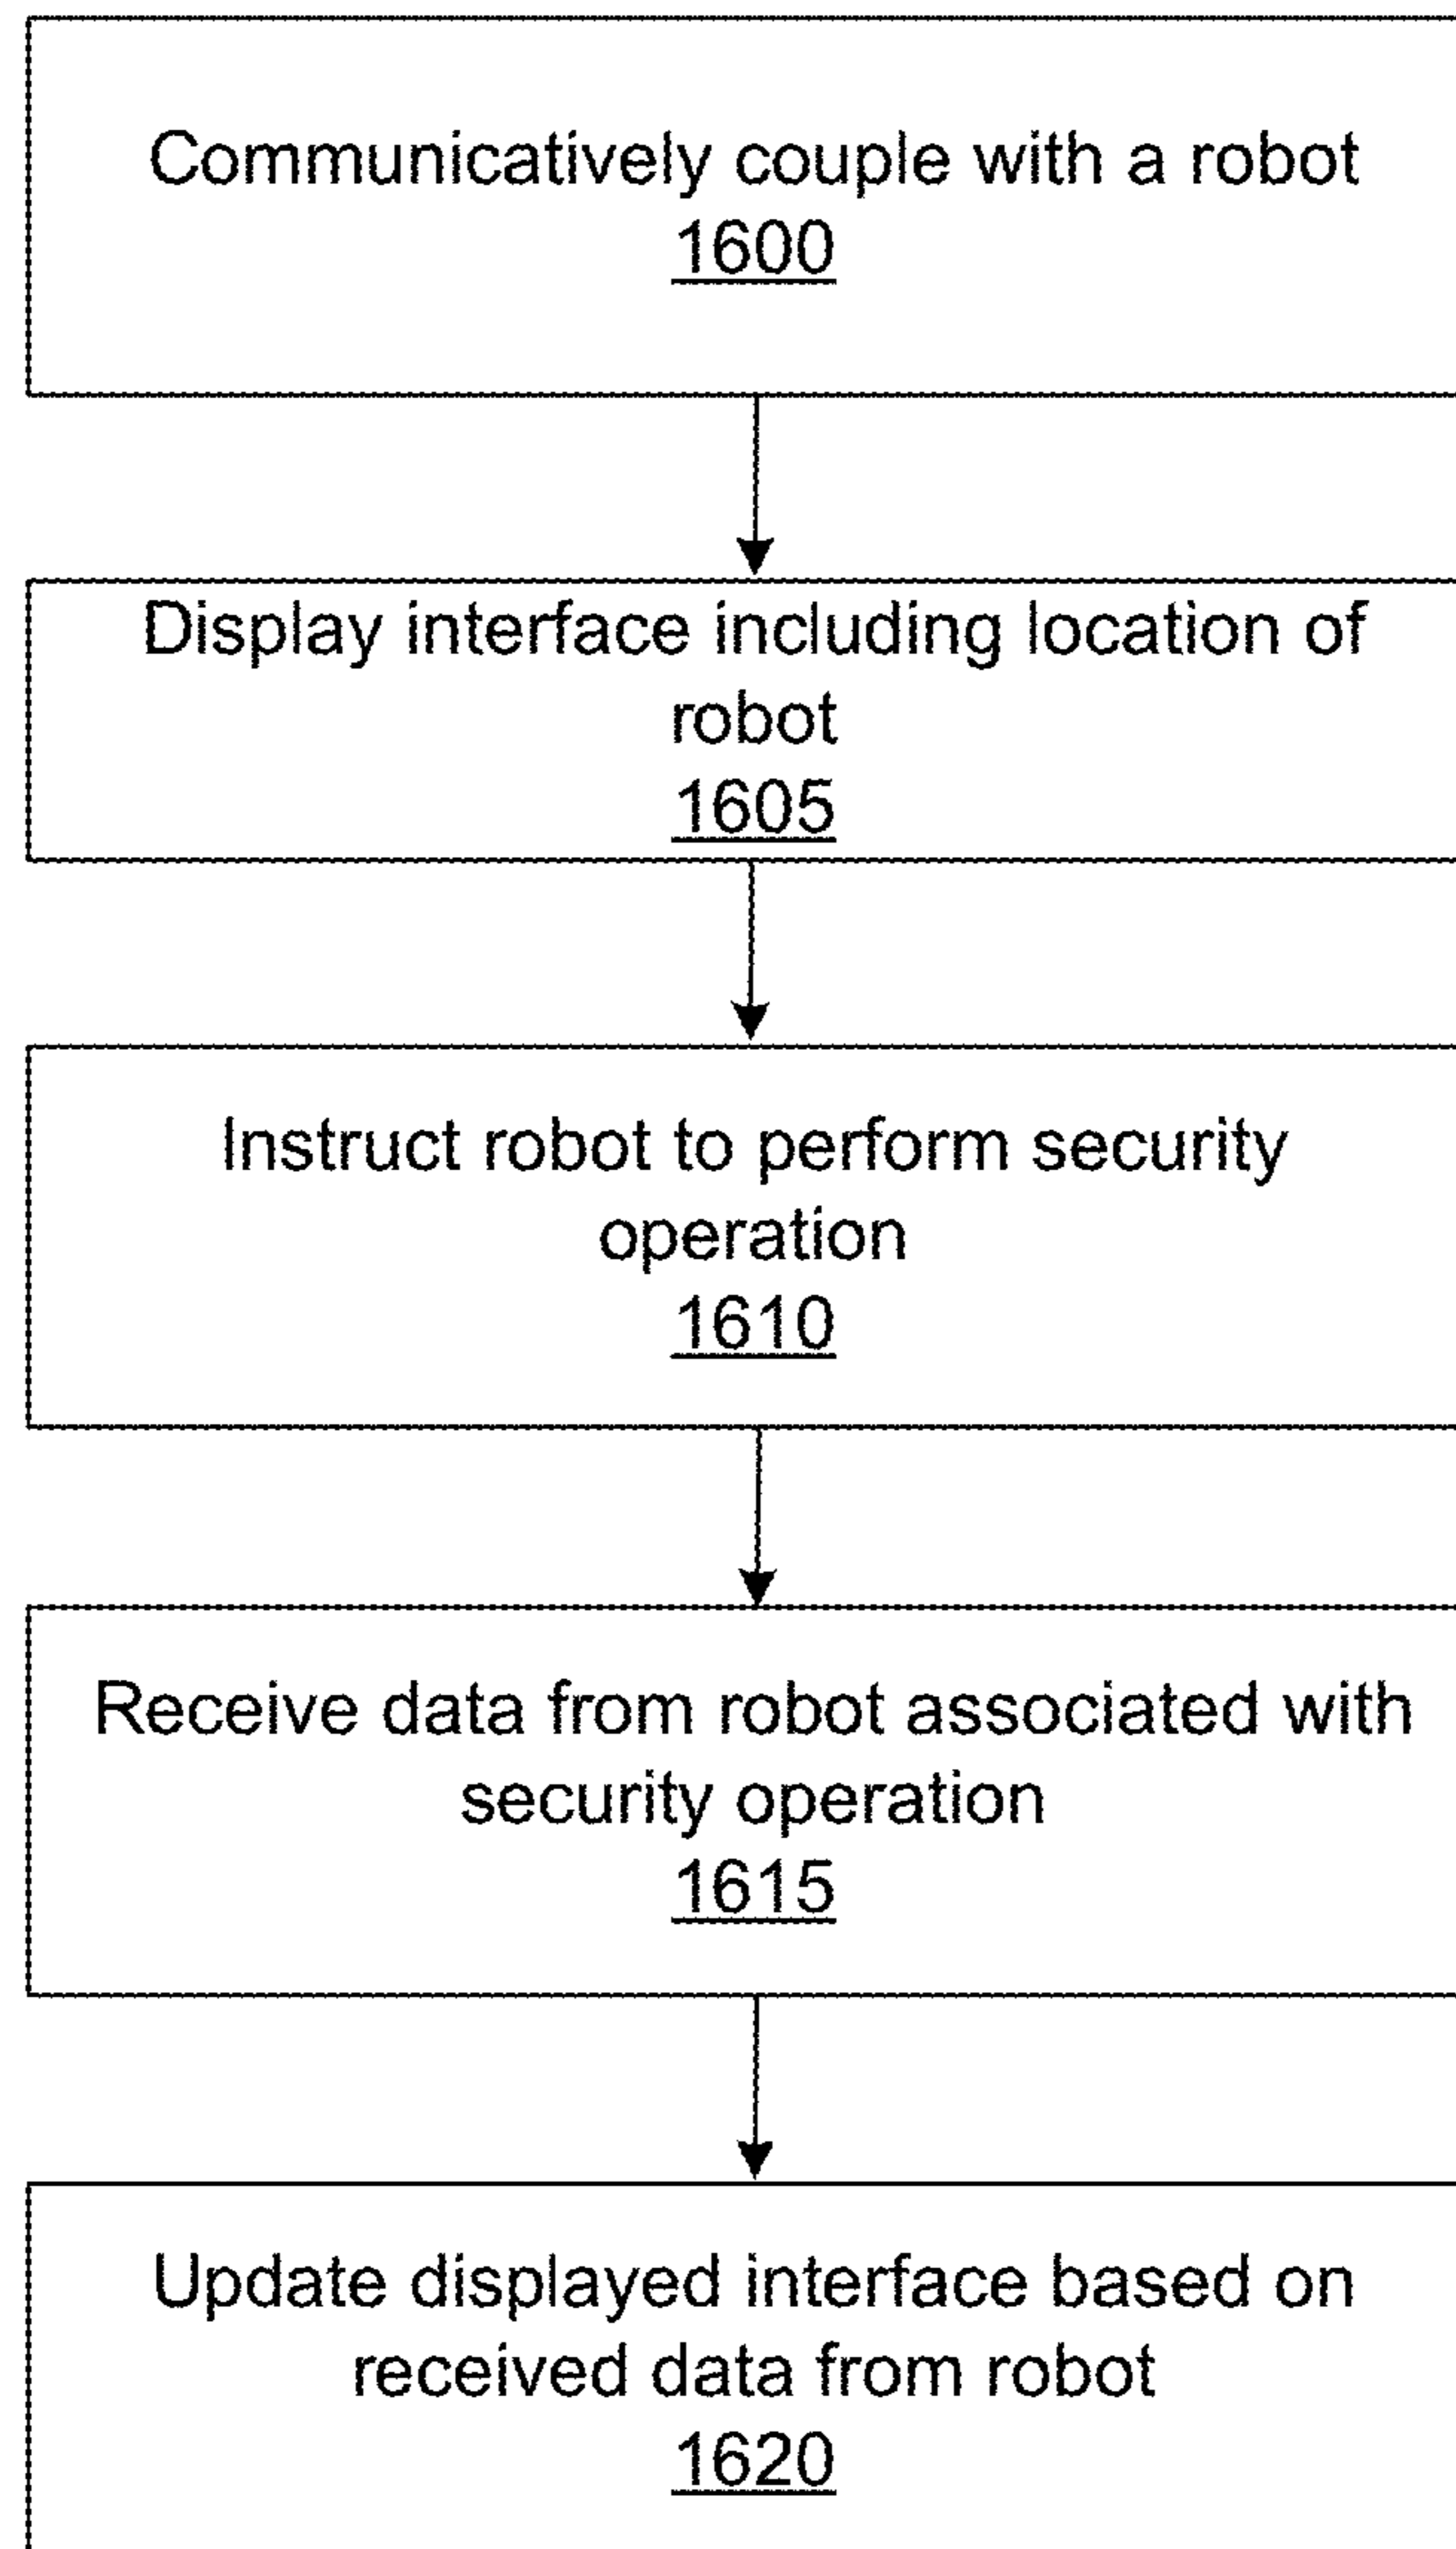 Communicatively couple with a robot
1600
Display interface including location of
robot
1605
Instruct robot to perform security
operation
1610
Receive data from robot associated with
security operation
1615
Update displayed interface based on
received data from robot
1620